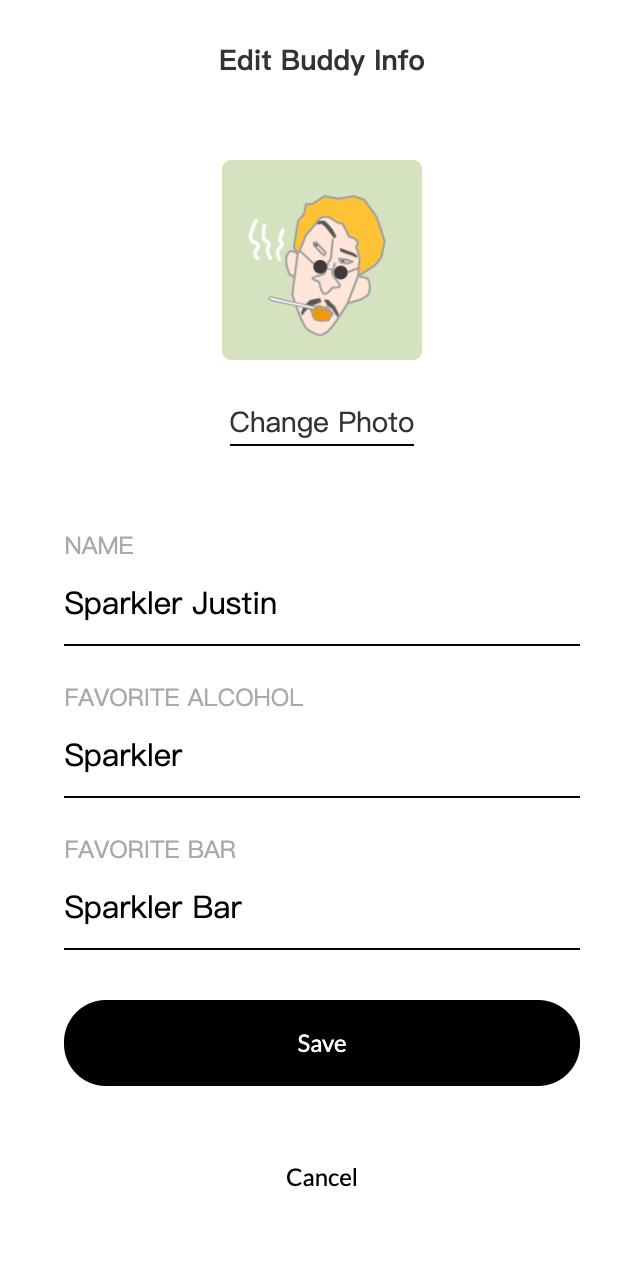 Edit Buddy Info
Change Photo
NAME
Sparkler Justin
FAVORITE ALCOHOL
Sparkler
FAVORITE BAR
Sparkler Bar
Save
Cancel